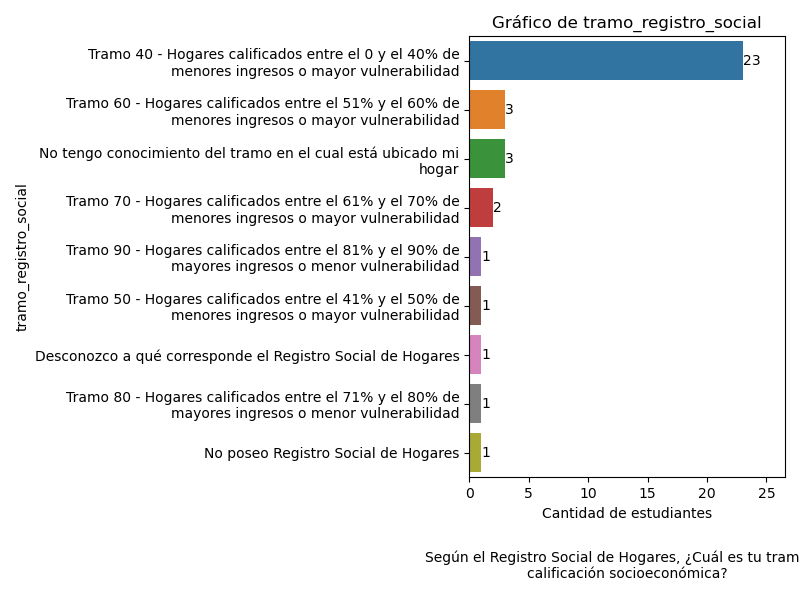 Gráfico de tramo_registro_social
tramo_registro_social
Tramo 40 - Hogares calificados entre el 0 y el 40% de
menores ingresos o mayor vulnerabilidad
23
Tramo 60 - Hogares calificados entre el 51% y el 60% de
menores ingresos o mayor vulnerabilidad
3
No tengo conocimiento del tramo en el cual está ubicado mi
hogar
3
Tramo 70 - Hogares calificados entre el 61% y el 70% de
menores ingresos o mayor vulnerabilidad
2
Tramo 90 - Hogares calificados entre el 81% y el 90% de
mayores ingresos o menor vulnerabilidad
1
Tramo 50 - Hogares calificados entre el 41% y el 50% de
menores ingresos o mayor vulnerabilidad
1
Desconozco a qué corresponde el Registro Social de Hogares
1
Tramo 80 - Hogares calificados entre el 71% y el 80% de
mayores ingresos o menor vulnerabilidad
1
No poseo Registro Social de Hogares
1
0 5 10 15 20 25
Cantidad de estudiantes
Según el Registro Social de Hogares, ¿Cuál es tu tram
calificación socioeconómica?